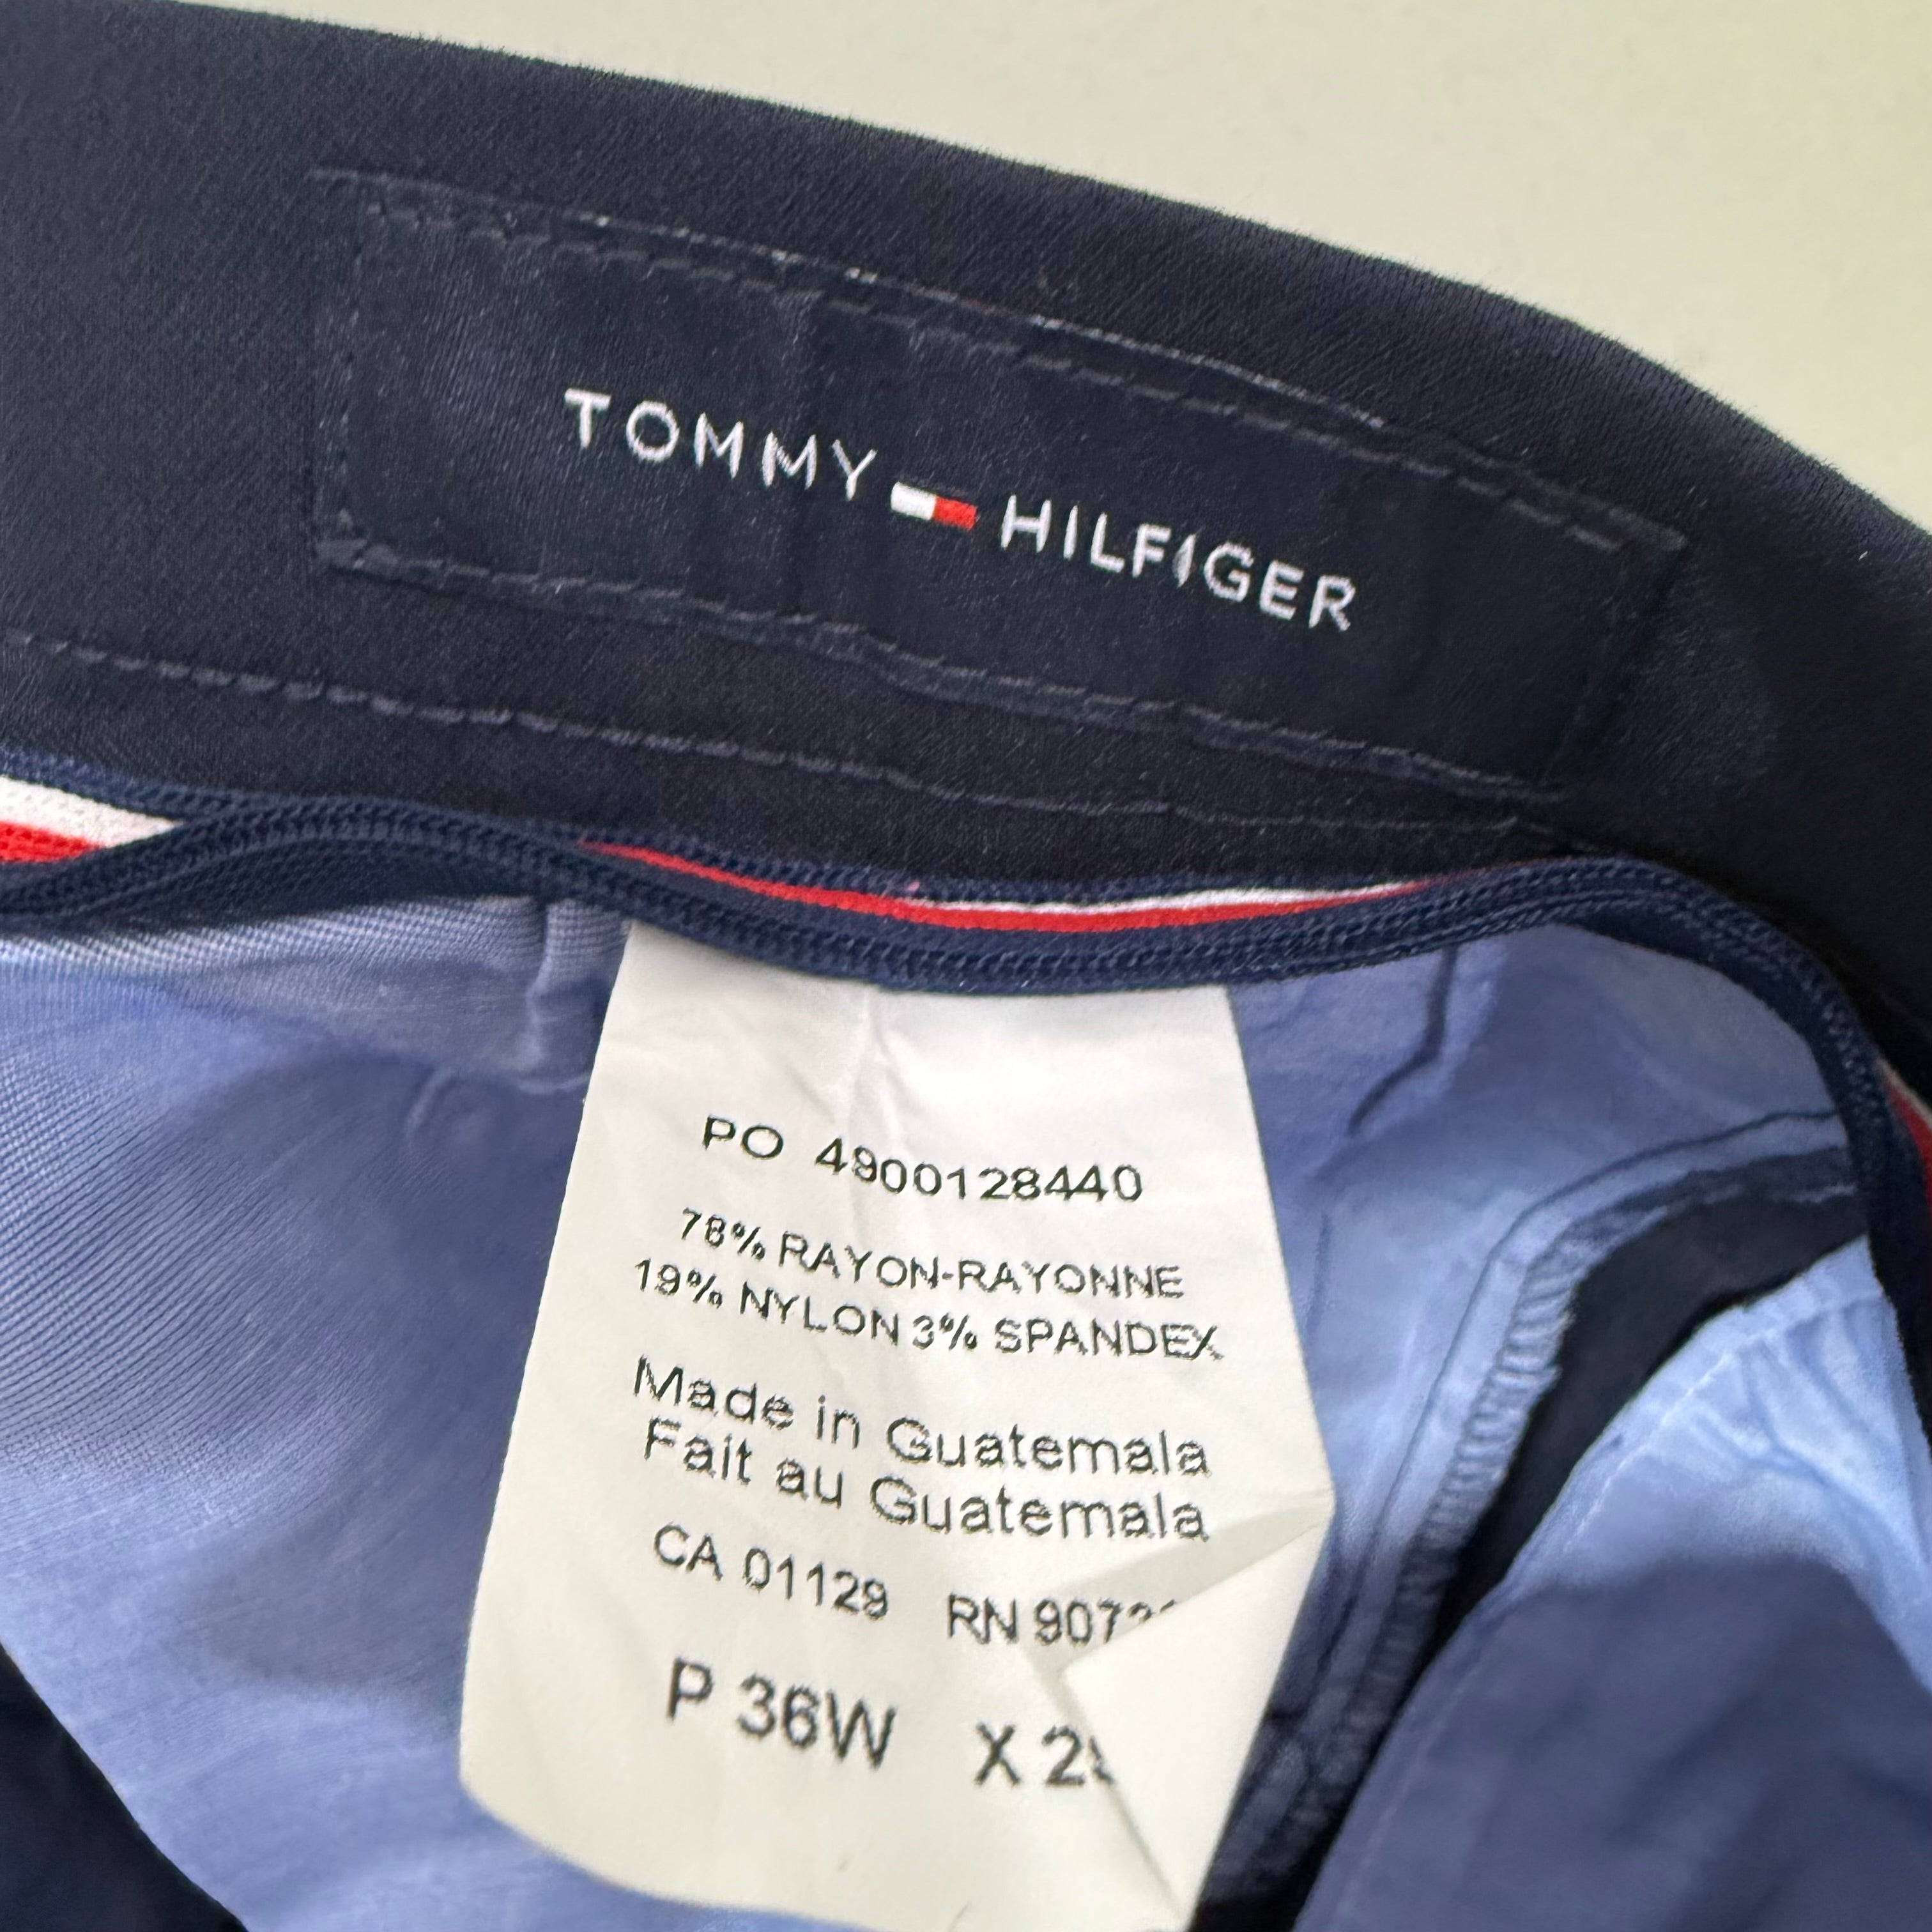 TOMMY HILFIGER
PO 4900128440
78% RAYON-RAYONNE
19% NYLON 3% SPANDEX
Made in Guatemala
Fait au Guatemala
CA 01129 RN
P 36W X